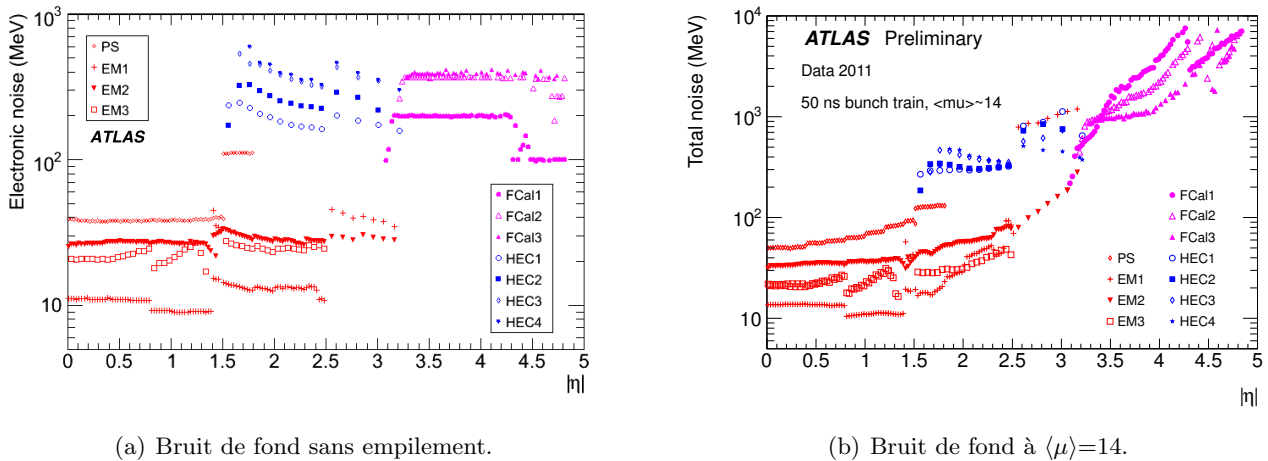 Electronic noise (MeV)
10³
10²
10
PS
EM1
EM2
EM3
ATLAS
FCal1
FCal2
FCal3
HEC1
HEC2
HEC3
HEC4
0 0.5 1 1.5 2 2.5 3 3.5 4 4.5 5
|η|
(a) Bruit de fond sans empilement.
Total noise (MeV)
10⁴
10³
10²
10
ATLAS Preliminary
Data 2011
50 ns bunch train, <mu>~14
FCal1
FCal2
FCal3
PS HEC1
EM1 HEC2
EM2 HEC3
EM3 HEC4
0 0.5 1 1.5 2 2.5 3 3.5 4 4.5 5
|η|
(b) Bruit de fond à ⟨μ⟩=14.